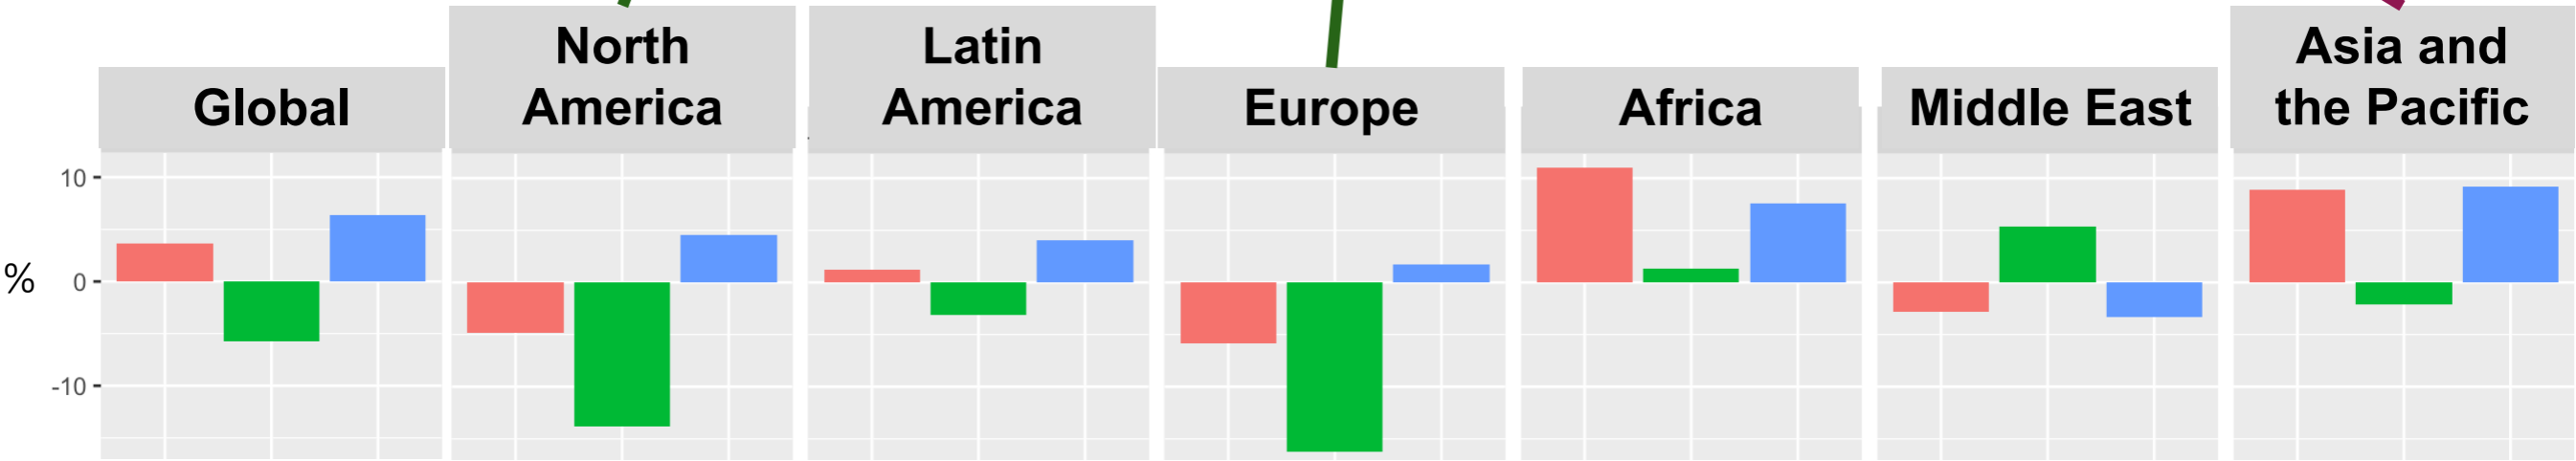 Global
North
America
Latin
America
Europe
Africa
Middle East
Asia and
the Pacific
%
10
0
-10